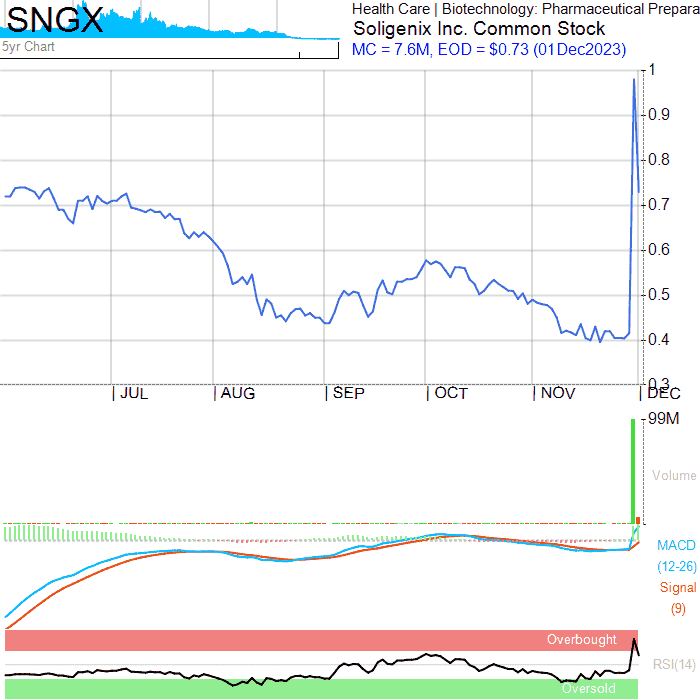 SNGX
5yr Chart
Health Care | Biotechnology: Pharmaceutical Prepara
Soligenix Inc. Common Stock
MC = 7.6M, EOD = $0.73 (01Dec2023)
1
0.9
0.8
0.7
0.6
0.5
0.4
0.3
JUL AUG SEP OCT NOV DEC
99M
Volume
MACD
(12-26)
Signal
(9)
Overbought
RSI(14)
Oversold